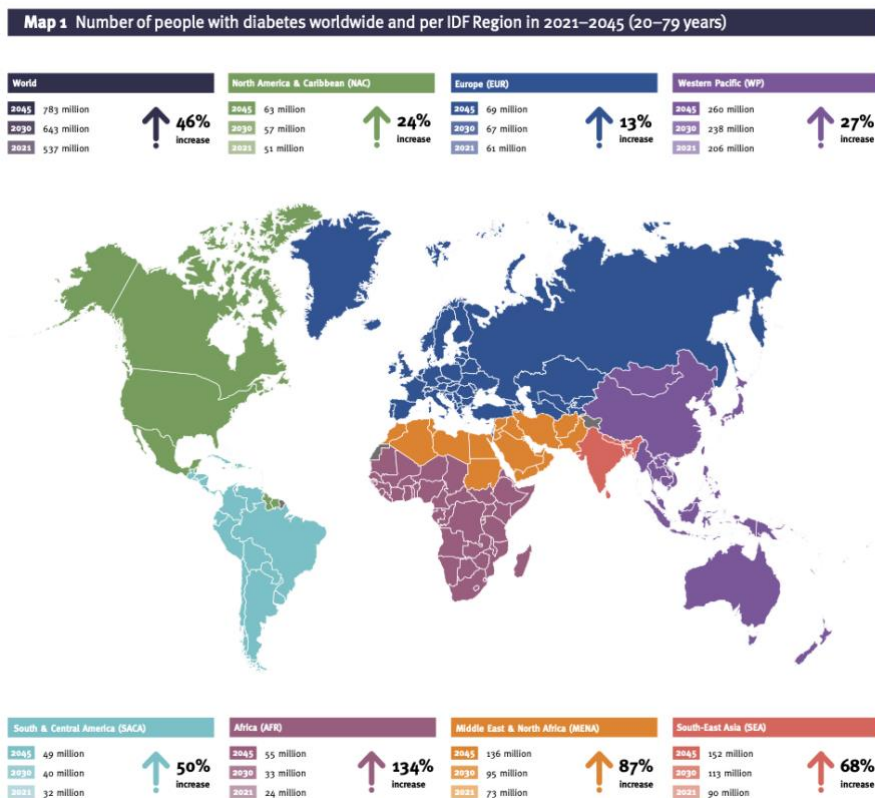 Map 1 Number of people with diabetes worldwide and per IDF Region in 2021–2045 (20–79 years)
World
2045 783 million
2030 643 million
2021 537 million
46%
increase
North America & Caribbean (NAC)
2045 63 million
2030 57 million
2021 51 million
24%
increase
Europe (EUR)
2045 69 million
2030 67 million
2021 61 million
13%
increase
Western Pacific (WP)
2045 260 million
2030 238 million
2021 206 million
27%
increase
South & Central America (SACA)
2045 49 million
2030 40 million
2021 32 million
50%
increase
Africa (AFR)
2045 55 million
2030 33 million
2021 24 million
134%
increase
Middle East & North Africa (MENA)
2045 136 million
2030 95 million
2021 73 million
87%
increase
South-East Asia (SEA)
2045 152 million
2030 113 million
2021 90 million
68%
increase